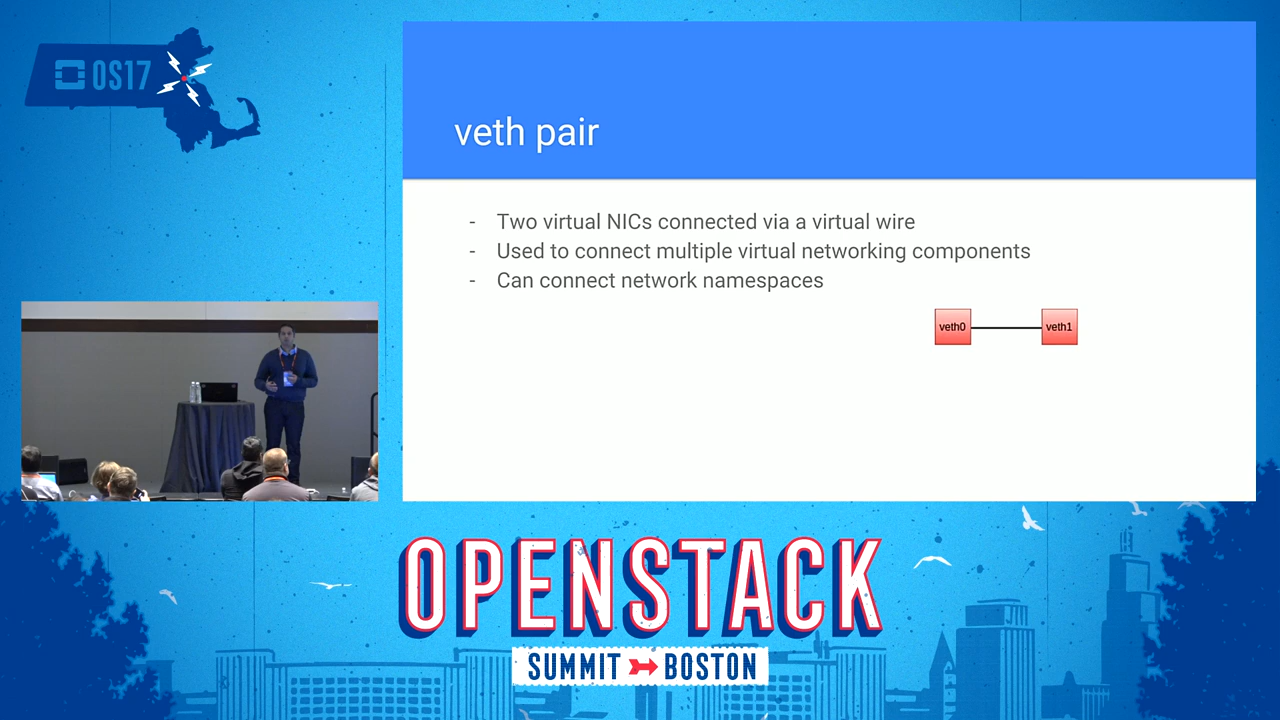 OS17
veth pair
- Two virtual NICs connected via a virtual wire
- Used to connect multiple virtual networking components
- Can connect network namespaces
veth0 veth1
OPENSTACK
SUMMIT BOSTON